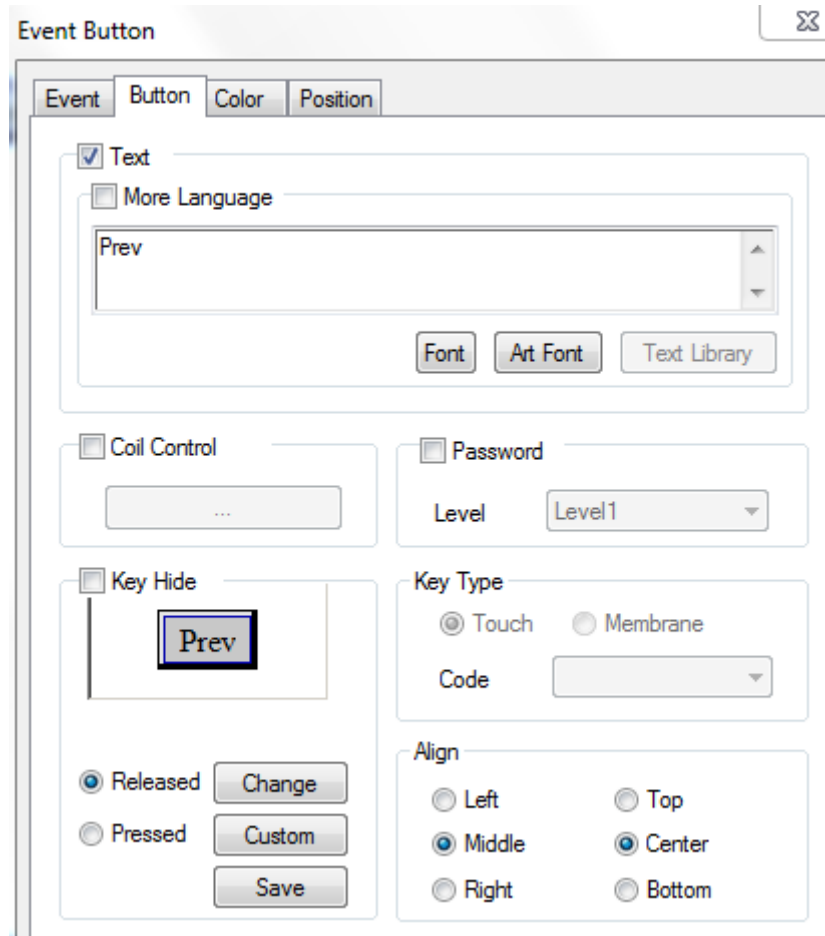 Event Button
Event Button Color Position
Text
More Language
Prev
Font Art Font Text Library
Coil Control
...
Password
Level Level1
Key Hide
Prev
Released Change
Pressed Custom
Save
Key Type
Touch Membrane
Code
Align
Left Top
Middle Center
Right Bottom